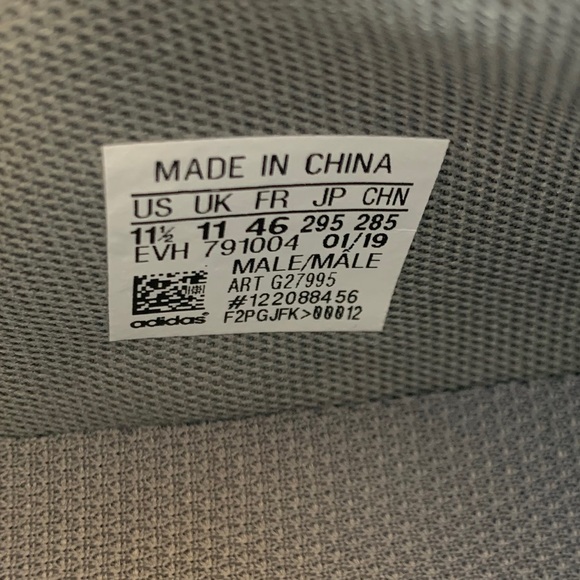 MADE IN CHINA
US UK FR JP CHN
11½ 11 46 295 285
EVH 791004 01/19
MALE/MÂLE
ART G27995
#122088456
adidas® F2PGJFK>00012